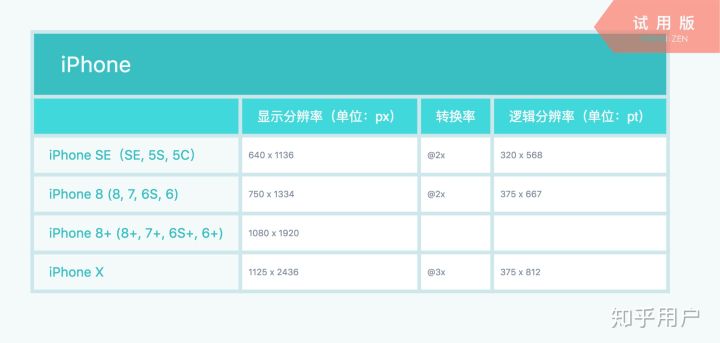 试用版
ZEN
iPhone
显示分辨率（单位：px） 转换率 逻辑分辨率（单位：pt）
iPhone SE（SE, 5S, 5C） 640 x 1136 @2x 320 x 568
iPhone 8 (8, 7, 6S, 6) 750 x 1334 @2x 375 x 667
iPhone 8+ (8+, 7+, 6S+, 6+) 1080 x 1920
iPhone X 1125 x 2436 @3x 375 x 812
知乎用户